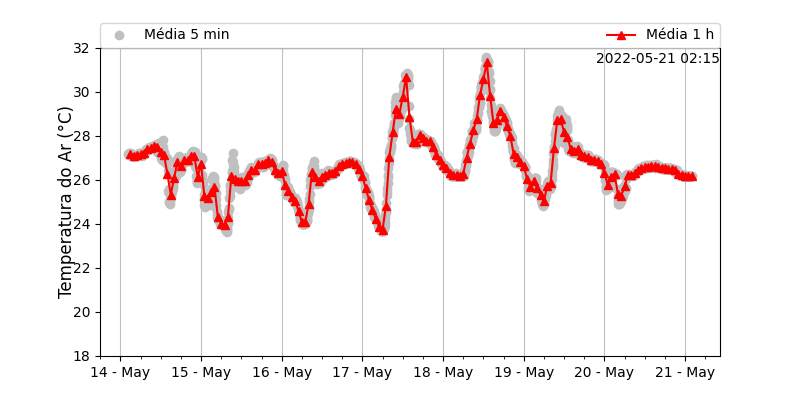 Média 5 min
Média 1 h
2022-05-21 02:15
Temperatura do Ar (°C)
32
30
28
26
24
22
20
18
14 - May
15 - May
16 - May
17 - May
18 - May
19 - May
20 - May
21 - May